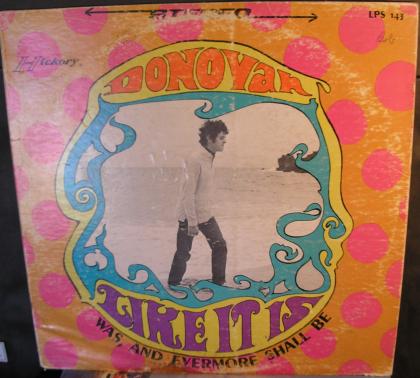 STEREO
LPS 143
Hickory
DONOVAN
LIKE IT IS
WAS, AND EVERMORE SHALL BE